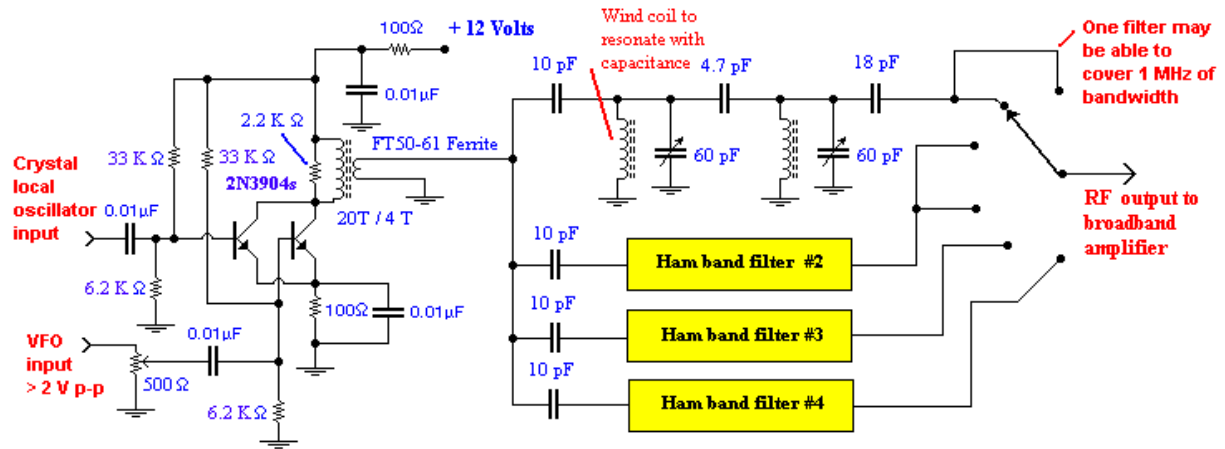 100Ω
+ 12 Volts
0.01µF
2.2 K Ω
33 K Ω
33 K Ω
2N3904s
FT50-61 Ferrite
20T / 4 T
Crystal
local
oscillator
input
0.01µF
6.2 K Ω
100Ω
0.01µF
VFO
input
> 2 V p-p
500 Ω
0.01µF
6.2 K Ω
Wind coil to
resonate with
capacitance
10 pF
4.7 pF
18 pF
60 pF
60 pF
One filter may
be able to
cover 1 MHz of
bandwidth
RF output to
broadband
amplifier
10 pF
Ham band filter #2
10 pF
Ham band filter #3
10 pF
Ham band filter #4